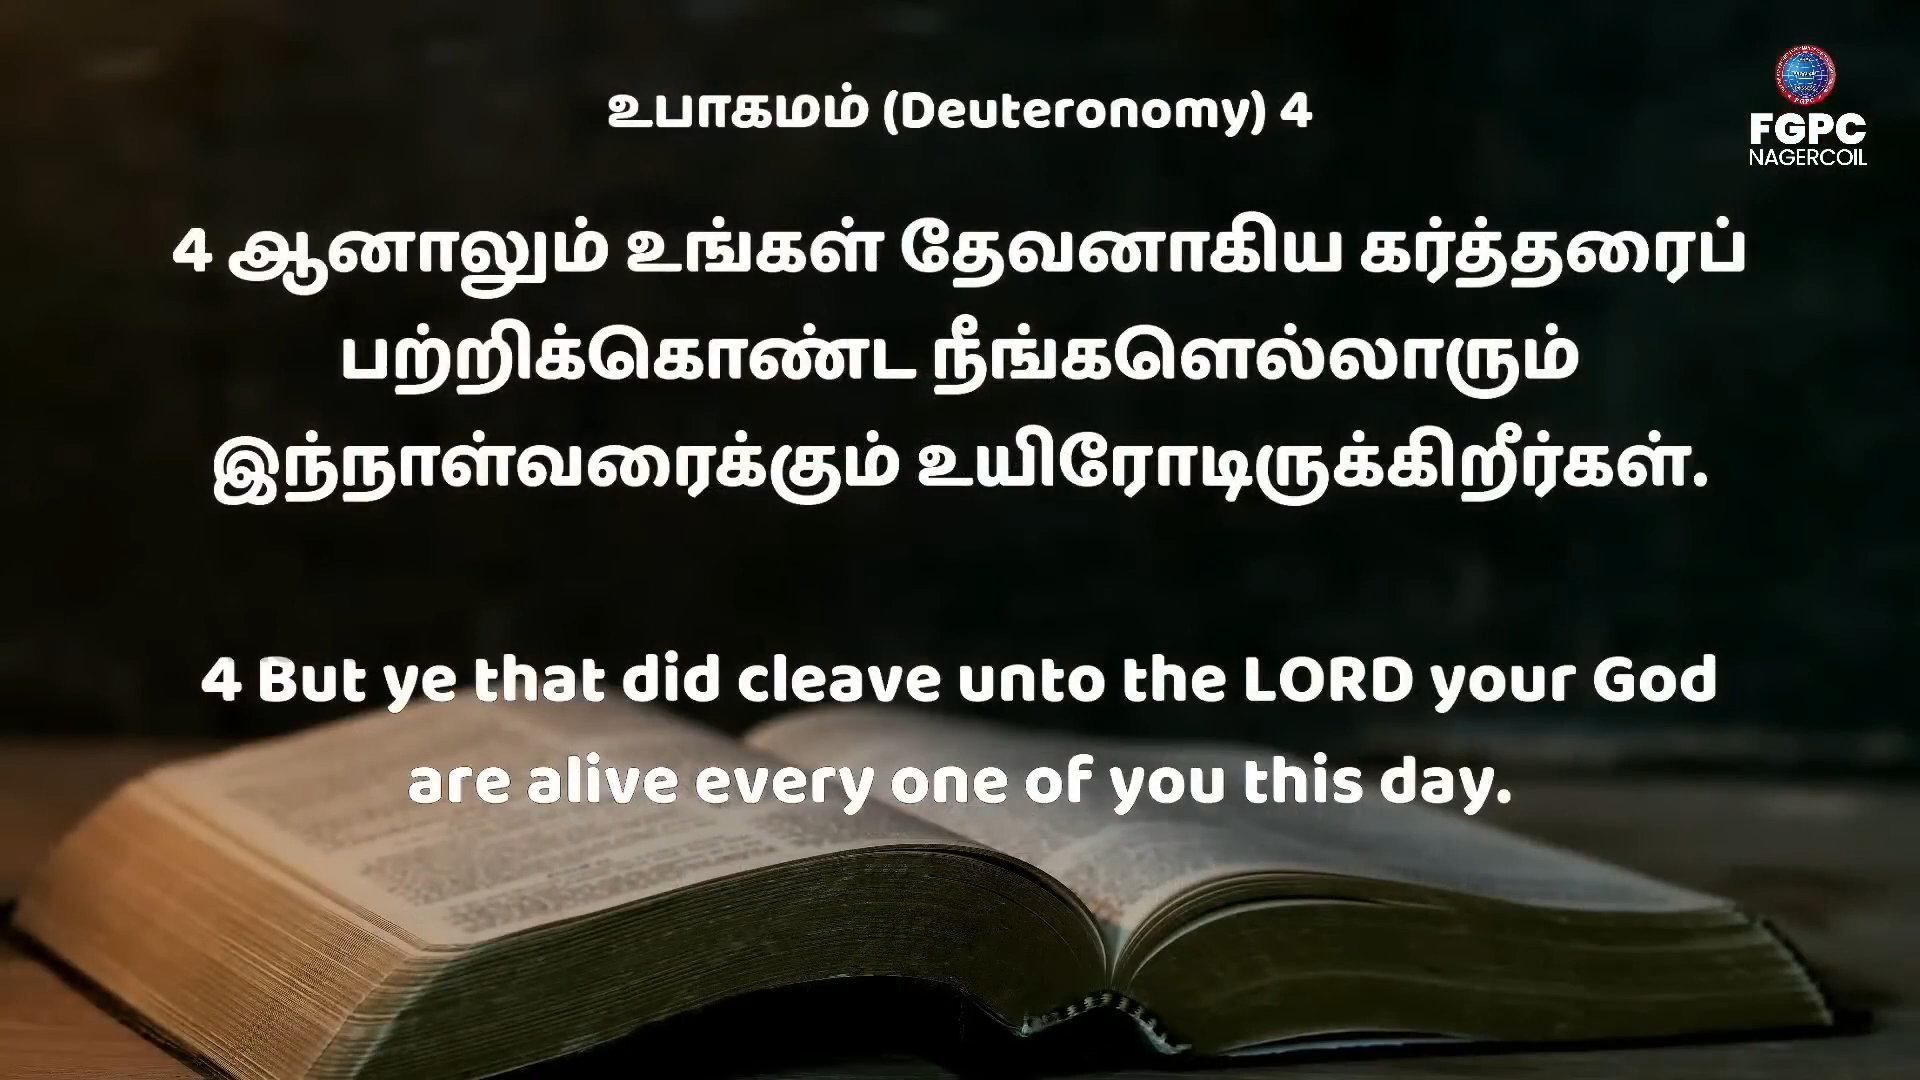 உபாகமம் (Deuteronomy) 4
FGPC
NAGERCOIL
4 ஆனாலும் உங்கள் தேவனாகிய கர்த்தரைப்
பற்றிக்கொண்ட நீங்களெல்லாரும்
இந்நாள்வரைக்கும் உயிரோடிருக்கிறீர்கள்.
4 But ye that did cleave unto the LORD your God
are alive every one of you this day.